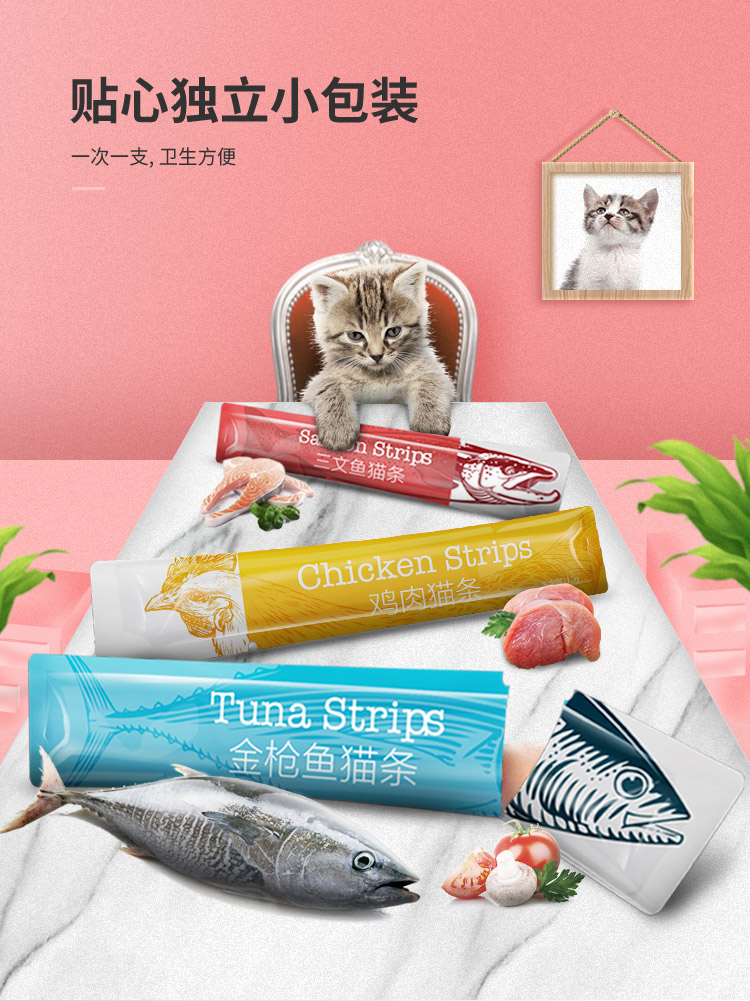 贴心独立小包装
一次一支, 卫生方便
Salmon Strips
三文鱼猫条
Chicken Strips
鸡肉猫条
Tuna Strips
金枪鱼猫条